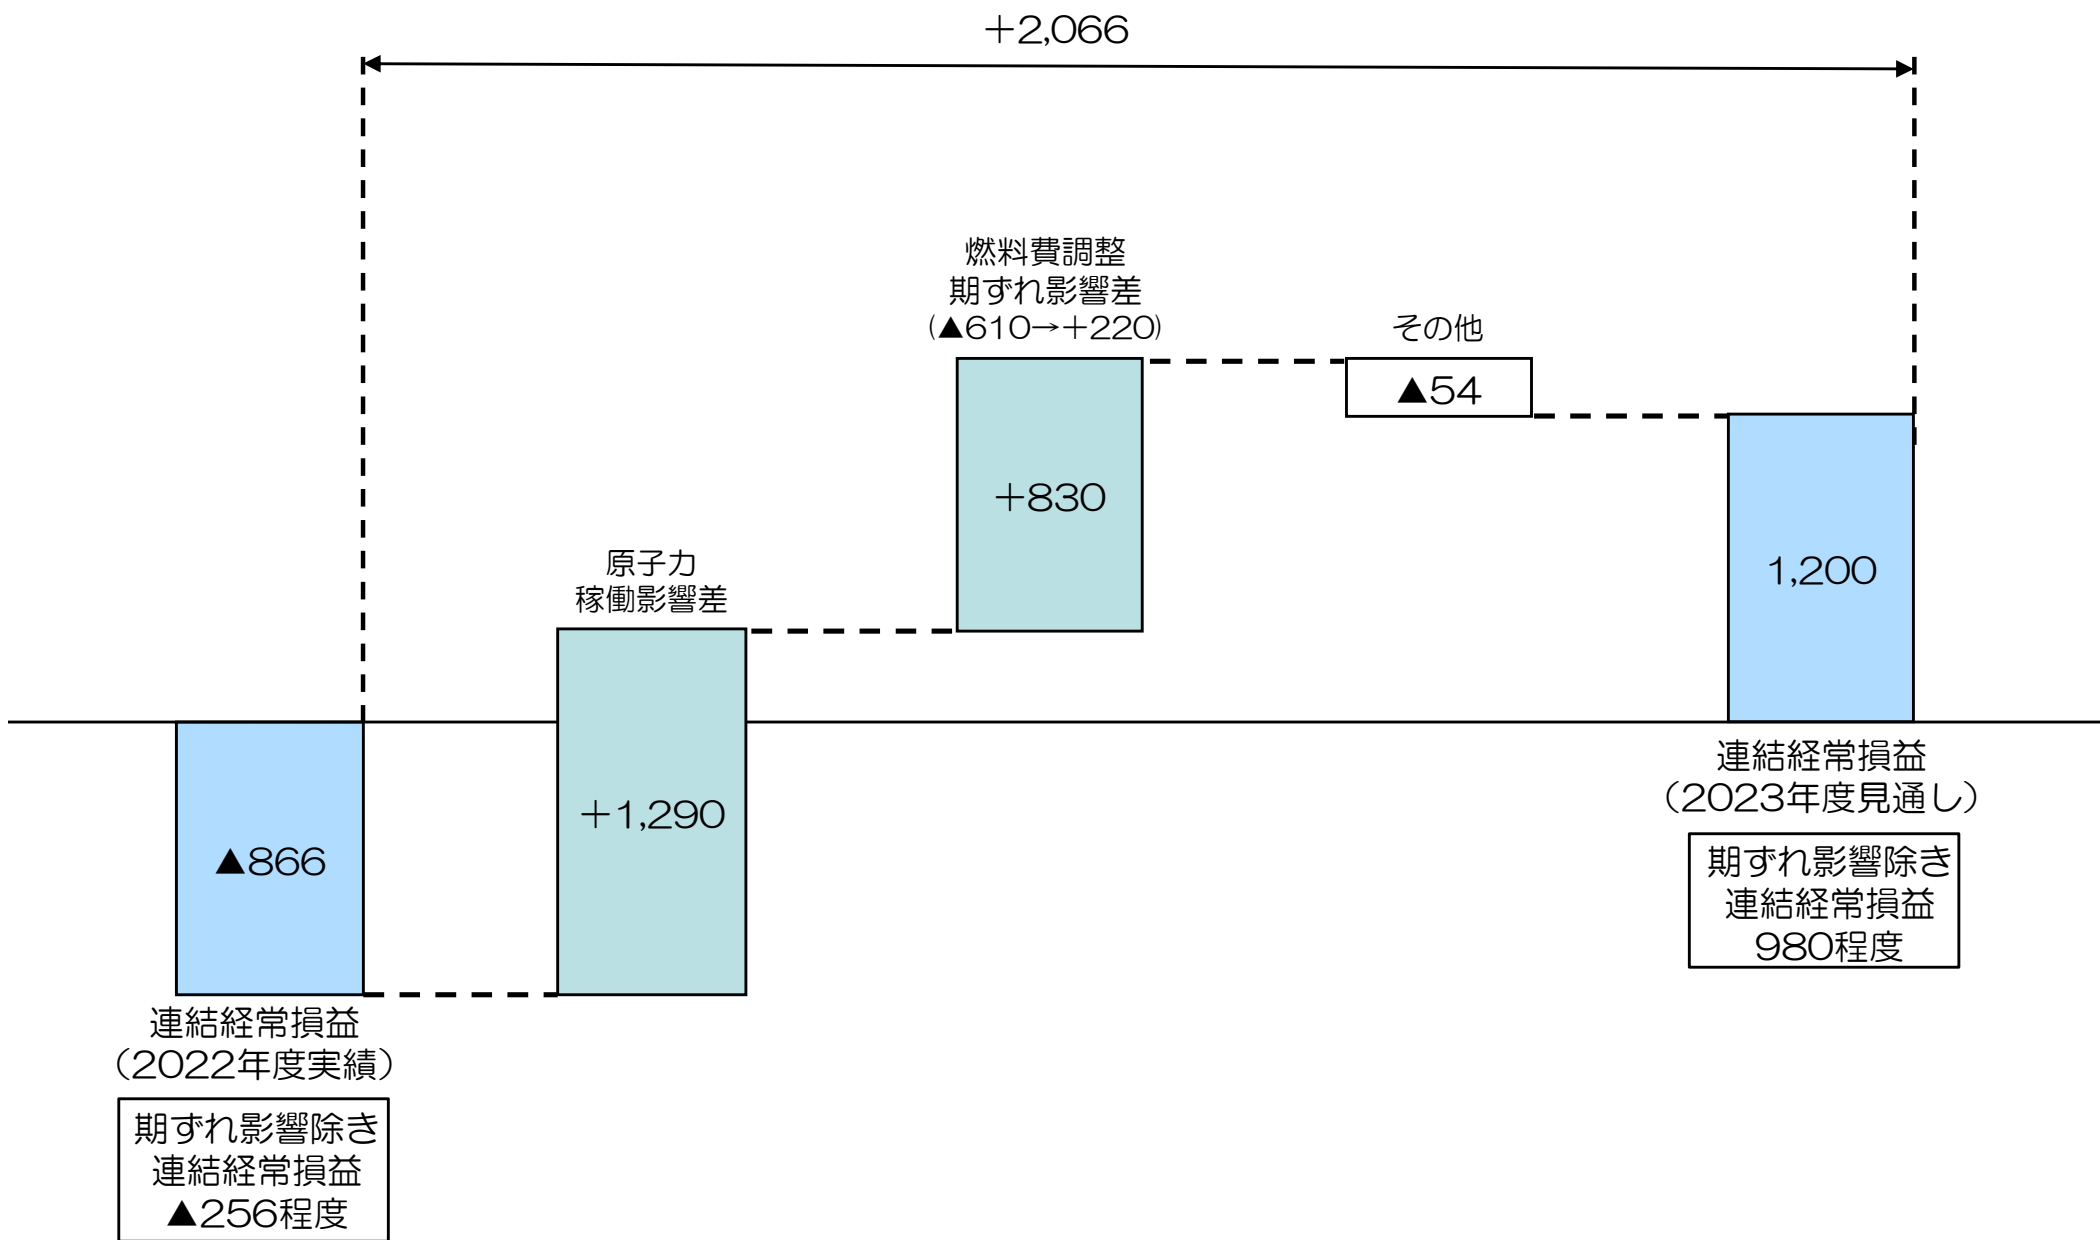 +2,066
燃料費調整
期ずれ影響差
(▲610→+220)
その他
▲54
+830
1,200
原子力
稼働影響差
+1,290
▲866
連結経常損益
（2022年度実績）
期ずれ影響除き
連結経常損益
▲256程度
連結経常損益
（2023年度見通し）
期ずれ影響除き
連結経常損益
980程度